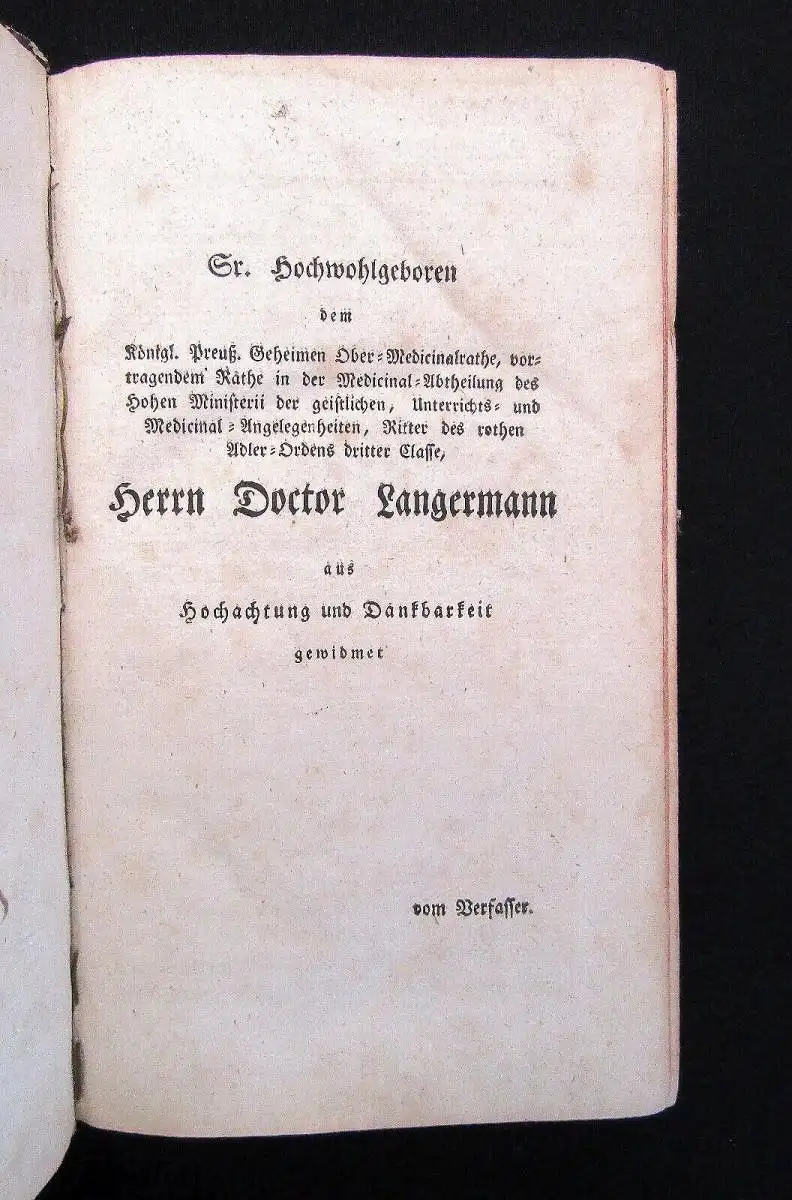 Sr. Hochwohlgeboren
dem
Königl. Preuß. Geheimen Ober-Medicinalrathe, vor-
tragendem Rathe in der Medicinal-Abtheilung des
Hohen Ministerii der geistlichen, Unterrichts- und
Medicinal-Angelegenheiten, Ritter des rothen
Adler-Ordens dritter Classe,
Herrn Doctor Langermann
aus
Hochachtung und Dankbarkeit
gewidmet
vom Verfasser.